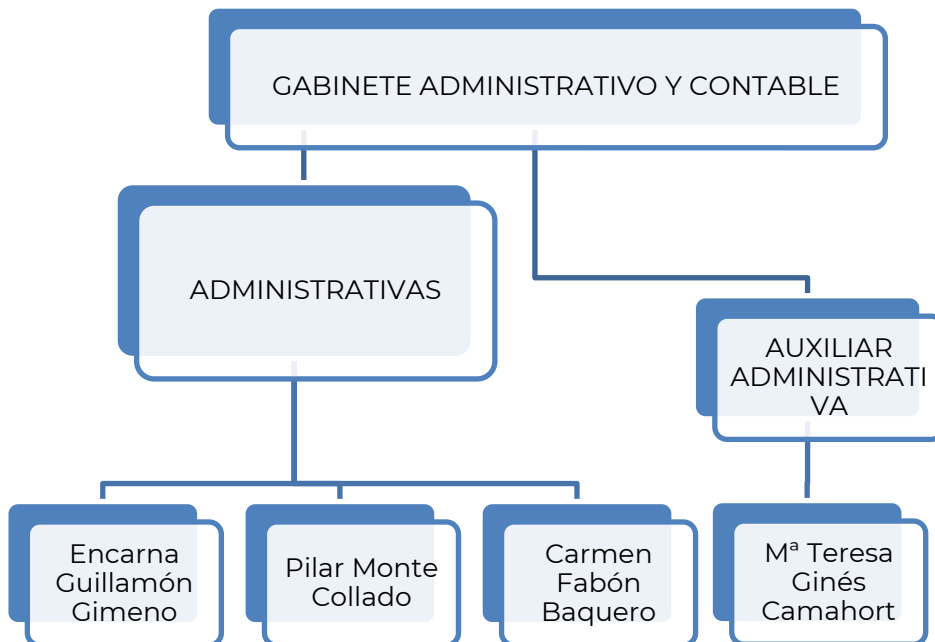 GABINETE ADMINISTRATIVO Y CONTABLE
ADMINISTRATIVAS
AUXILIAR
ADMINISTRATI
VA
Encarna
Guillamón
Gimeno
Pilar Monte
Collado
Carmen
Fabón
Baquero
Mª Teresa
Ginés
Camahort